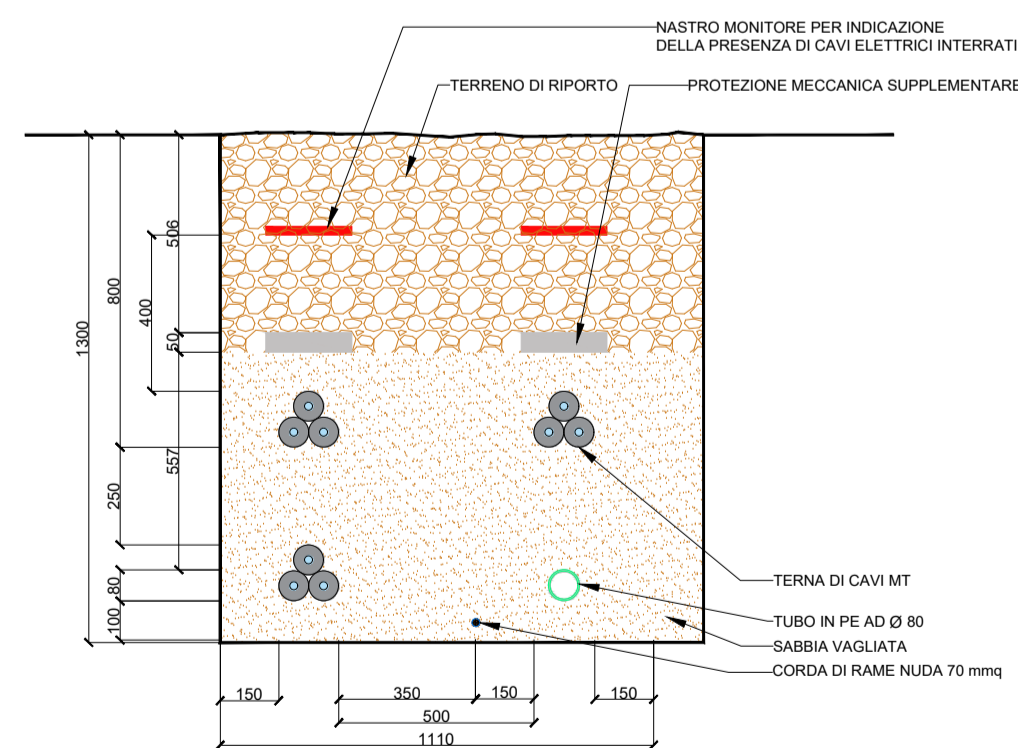 NASTRO MONITORE PER INDICAZIONE
DELLA PRESENZA DI CAVI ELETTRICI INTERRATI
TERRENO DI RIPORTO
PROTEZIONE MECCANICA SUPPLEMENTARE
506
800
400
1300
50
557
250
80
100
TERNA DI CAVI MT
TUBO IN PE AD Ø 80
SABBIA VAGLIATA
CORDA DI RAME NUDA 70 mmq
150
350
150
150
500
1110